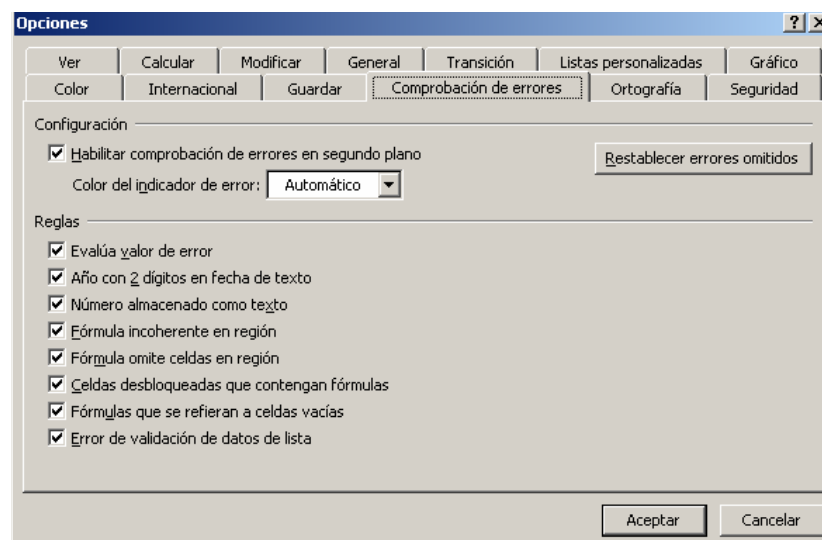 Opciones
Ver Calcular Modificar General Transición Listas personalizadas Gráfico
Color Internacional Guardar Comprobación de errores Ortografía Seguridad
Configuración
Habilitar comprobación de errores en segundo plano
Restablecer errores omitidos
Color del indicador de error: Automático
Reglas
Evalúa valor de error
Año con 2 dígitos en fecha de texto
Número almacenado como texto
Fórmula incoherente en región
Fórmula omite celdas en región
Celdas desbloqueadas que contengan fórmulas
Fórmulas que se refieran a celdas vacías
Error de validación de datos de lista
Aceptar Cancelar